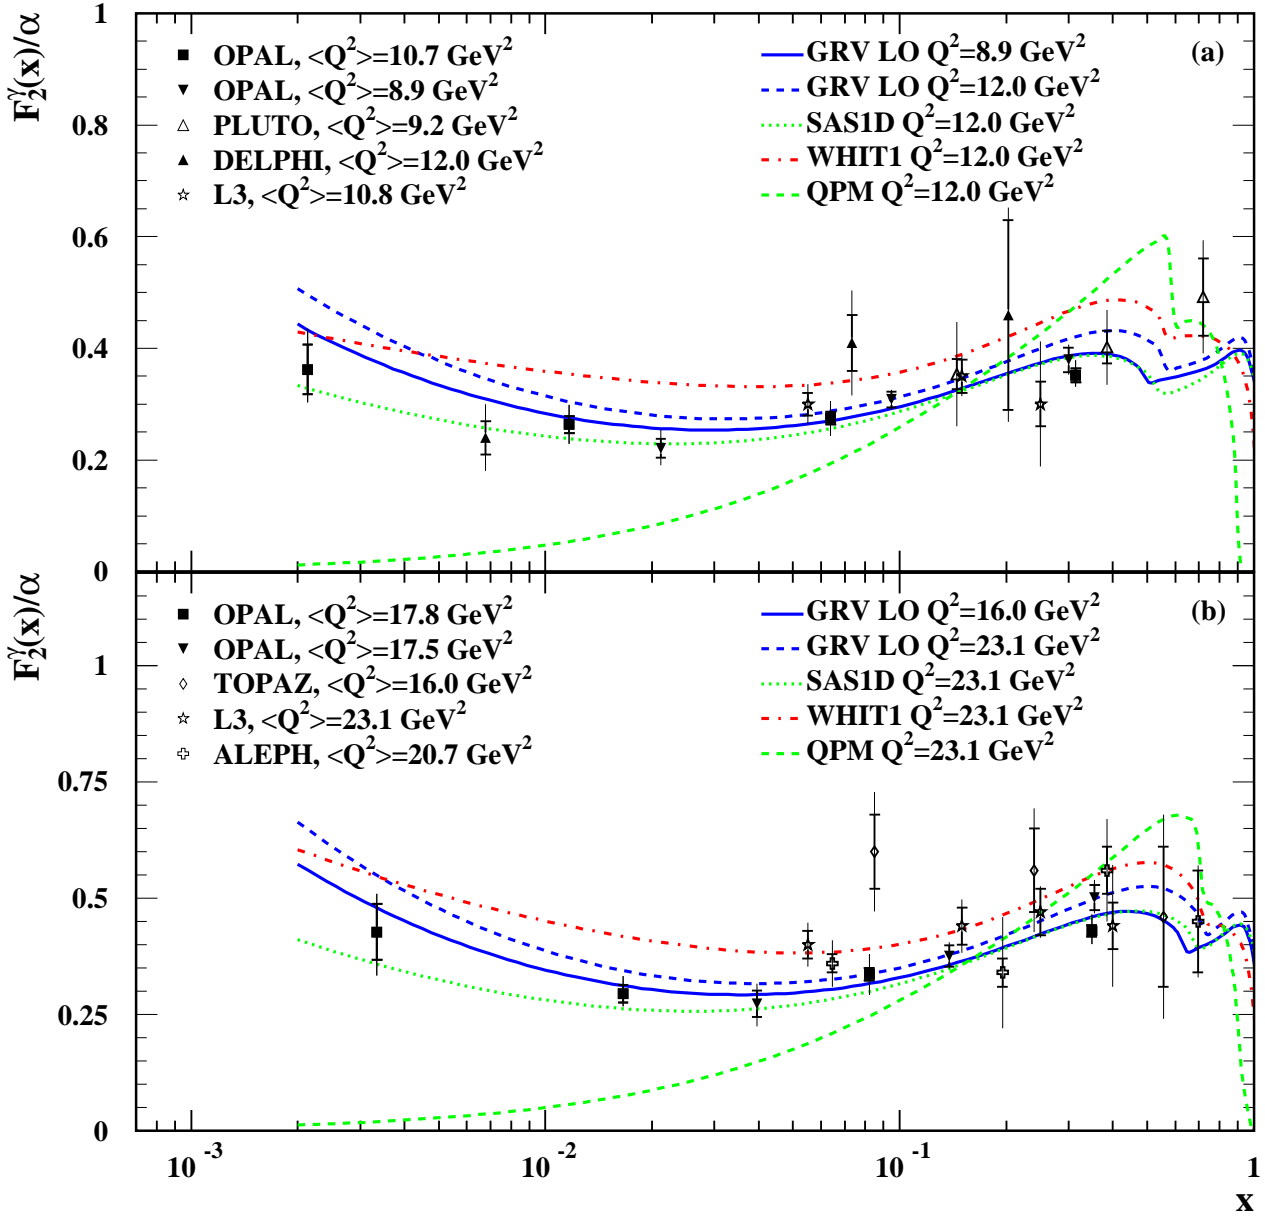 F₂^γ(x)/α
1
0.8
0.6
0.4
0.2
0
(a)
OPAL, <Q²>=10.7 GeV²
OPAL, <Q²>=8.9 GeV²
PLUTO, <Q²>=9.2 GeV²
DELPHI, <Q²>=12.0 GeV²
L3, <Q²>=10.8 GeV²
GRV LO Q²=8.9 GeV²
GRV LO Q²=12.0 GeV²
SAS1D Q²=12.0 GeV²
WHIT1 Q²=12.0 GeV²
QPM Q²=12.0 GeV²
F₂^γ(x)/α
1
0.75
0.5
0.25
0
(b)
OPAL, <Q²>=17.8 GeV²
OPAL, <Q²>=17.5 GeV²
TOPAZ, <Q²>=16.0 GeV²
L3, <Q²>=23.1 GeV²
ALEPH, <Q²>=20.7 GeV²
GRV LO Q²=16.0 GeV²
GRV LO Q²=23.1 GeV²
SAS1D Q²=23.1 GeV²
WHIT1 Q²=23.1 GeV²
QPM Q²=23.1 GeV²
10⁻³ 10⁻² 10⁻¹ 1
x